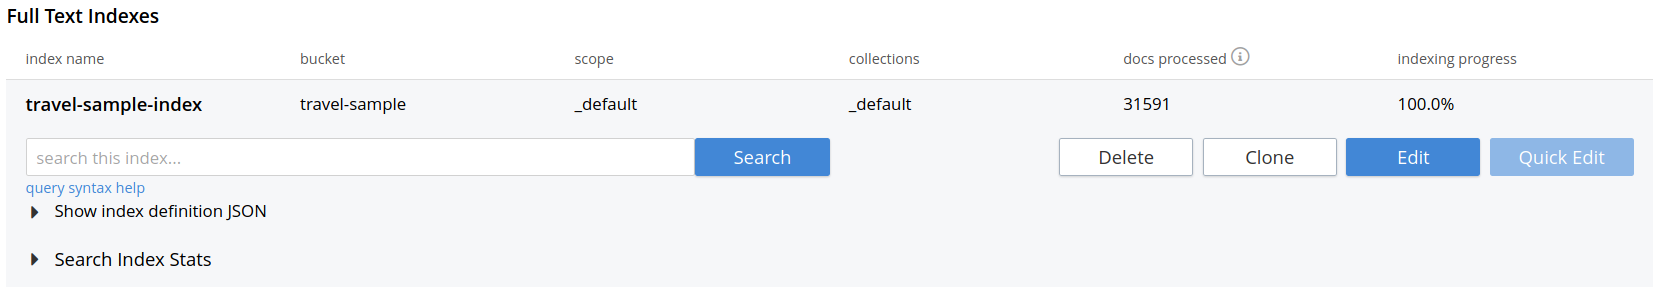 Full Text Indexes
index name bucket scope collections docs processed indexing progress
travel-sample-index travel-sample _default _default 31591 100.0%
search this index... Search Delete Clone Edit Quick Edit
query syntax help
Show index definition JSON
Search Index Stats